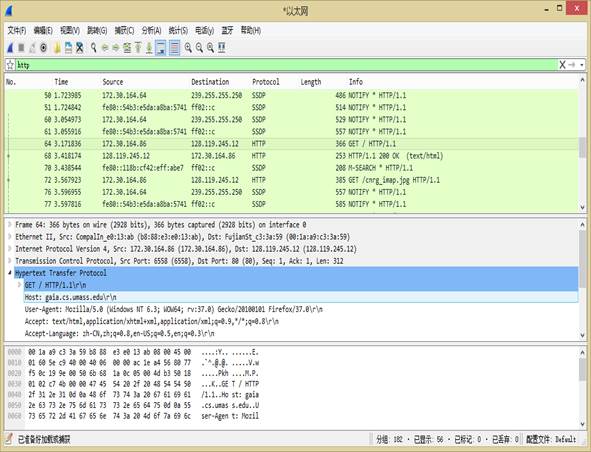 *以太网
文件(F) 编辑(E) 视图(V) 跳转(G) 捕获(C) 分析(A) 统计(S) 电话(y) 蓝牙 帮助(H)
http
No. Time Source Destination Protocol Length Info
50 1.723985 172.30.164.64 239.255.255.250 SSDP 486 NOTIFY * HTTP/1.1
51 1.724842 fe80::54b3:e5da:a8ba:5741 ff02::c SSDP 514 NOTIFY * HTTP/1.1
60 3.054973 172.30.164.64 239.255.255.250 SSDP 529 NOTIFY * HTTP/1.1
61 3.055916 fe80::54b3:e5da:a8ba:5741 ff02::c SSDP 557 NOTIFY * HTTP/1.1
64 3.171836 172.30.164.86 128.119.245.12 HTTP 366 GET / HTTP/1.1
68 3.418174 128.119.245.12 172.30.164.86 HTTP 253 HTTP/1.1 200 OK (text/html)
70 3.438544 fe80::118b:cf42:eff:abe7 ff02::c SSDP 208 M-SEARCH * HTTP/1.1
72 3.567923 172.30.164.86 128.119.245.12 HTTP 385 GET /cnrg_imap.jpg HTTP/1.1
76 3.596955 172.30.164.64 239.255.255.250 SSDP 557 NOTIFY * HTTP/1.1
77 3.597816 fe80::54b3:e5da:a8ba:5741 ff02::c SSDP 585 NOTIFY * HTTP/1.1
Frame 64: 366 bytes on wire (2928 bits), 366 bytes captured (2928 bits) on interface 0
Ethernet II, Src: CompalIn_e0:13:ab (b8:88:e3:e0:13:ab), Dst: FujianSt_c3:3a:59 (00:1a:a9:c3:3a:59)
Internet Protocol Version 4, Src: 172.30.164.86 (172.30.164.86), Dst: 128.119.245.12 (128.119.245.12)
Transmission Control Protocol, Src Port: 6558 (6558), Dst Port: 80 (80), Seq: 1, Ack: 1, Len: 312
Hypertext Transfer Protocol
GET / HTTP/1.1\r\n
Host: gaia.cs.umass.edu\r\n
User-Agent: Mozilla/5.0 (Windows NT 6.3; WOW64; rv:37.0) Gecko/20100101 Firefox/37.0\r\n
Accept: text/html,application/xhtml+xml,application/xml;q=0.9,*/*;q=0.8\r\n
Accept-Language: zh-CN,zh;q=0.8,en-US;q=0.5,en;q=0.3\r\n
0000 00 1a a9 c3 3a 59 b8 88 e3 e0 13 ab 08 00 45 00 ....:Y.. ......E.
0010 01 60 5e c9 40 00 40 06 00 00 ac 1e a4 56 80 77 .`^.@.@. .....V.w
0020 f5 0c 19 9e 00 50 6b 68 1a 0c 05 00 4d b3 50 18 .....Pkh ....M.P.
0030 01 02 c7 4b 00 00 47 45 54 20 2f 20 48 54 54 50 ...K..GE T / HTTP
0040 2f 31 2e 31 0d 0a 48 6f 73 74 3a 20 67 61 69 61 /1.1..Ho st: gaia
0050 2e 63 73 2e 75 6d 61 73 73 2e 65 64 75 0d 0a 55 .cs.umas s.edu..U
0060 73 65 72 2d 41 67 65 6e 74 3a 20 4d 6f 7a 69 6c ser-Agen t: Mozil
已准备好加载或捕获 分组: 182 · 已显示: 56 · 已标记: 0 · 已丢弃: 0 配置文件: Default